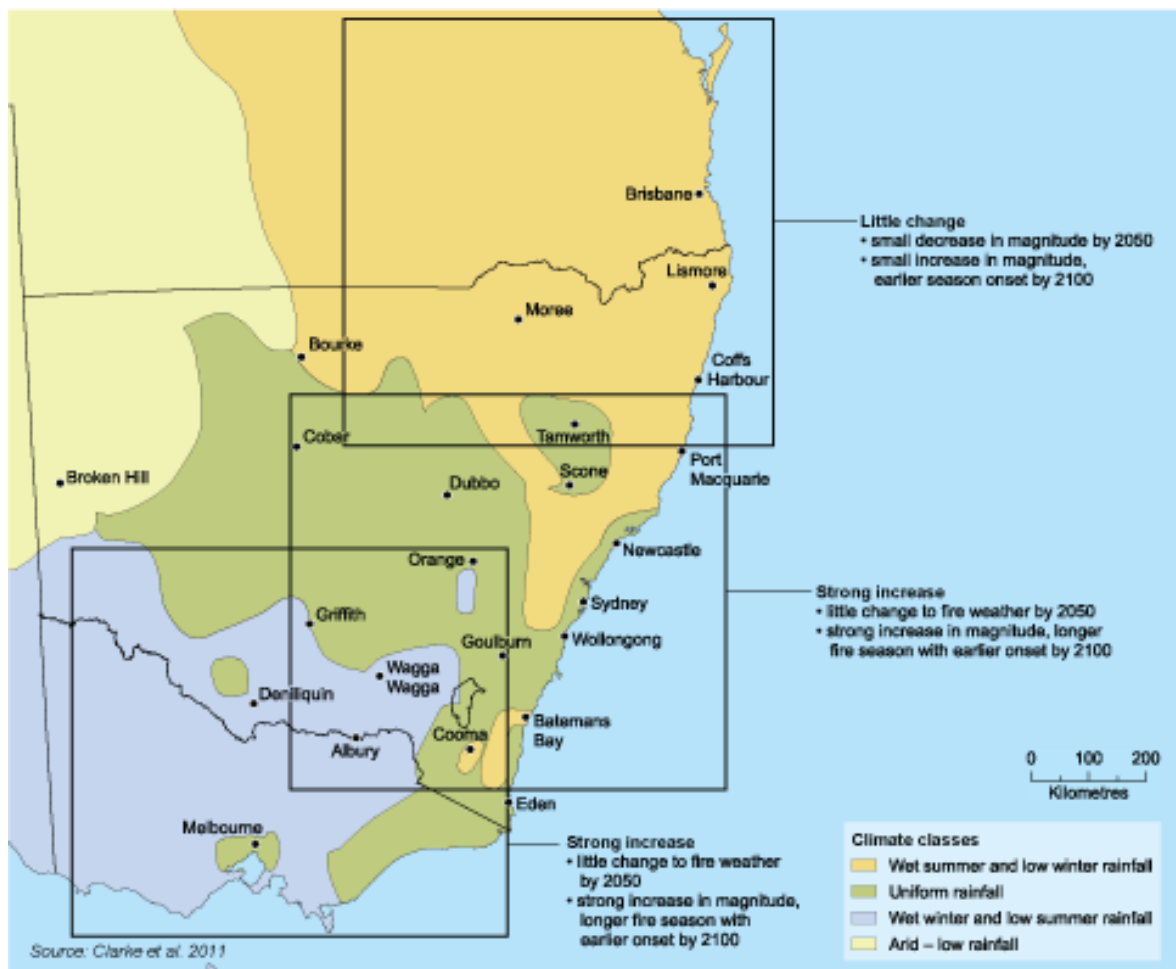 Brisbane
Little change
• small decrease in magnitude by 2050
• small increase in magnitude,
earlier season onset by 2100
Lismore
Moree
Bourke
Coffs
Harbour
Cobar
Tamworth
Broken Hill
Dubbo
Scone
Port
Macquarie
Orange
Newcastle
Strong increase
• little change to fire weather by 2050
• strong increase in magnitude, longer
fire season with earlier onset by 2100
Griffith
Sydney
Goulburn
Wollongong
Wagga
Wagga
Deniliquin
Batemans
Bay
Cooma
Albury
0 100 200
Kilometres
Eden
Melbourne
Strong increase
• little change to fire weather
by 2050
• strong increase in magnitude,
longer fire season with
earlier onset by 2100
Climate classes
Wet summer and low winter rainfall
Uniform rainfall
Wet winter and low summer rainfall
Arid – low rainfall
Source: Clarke et al. 2011